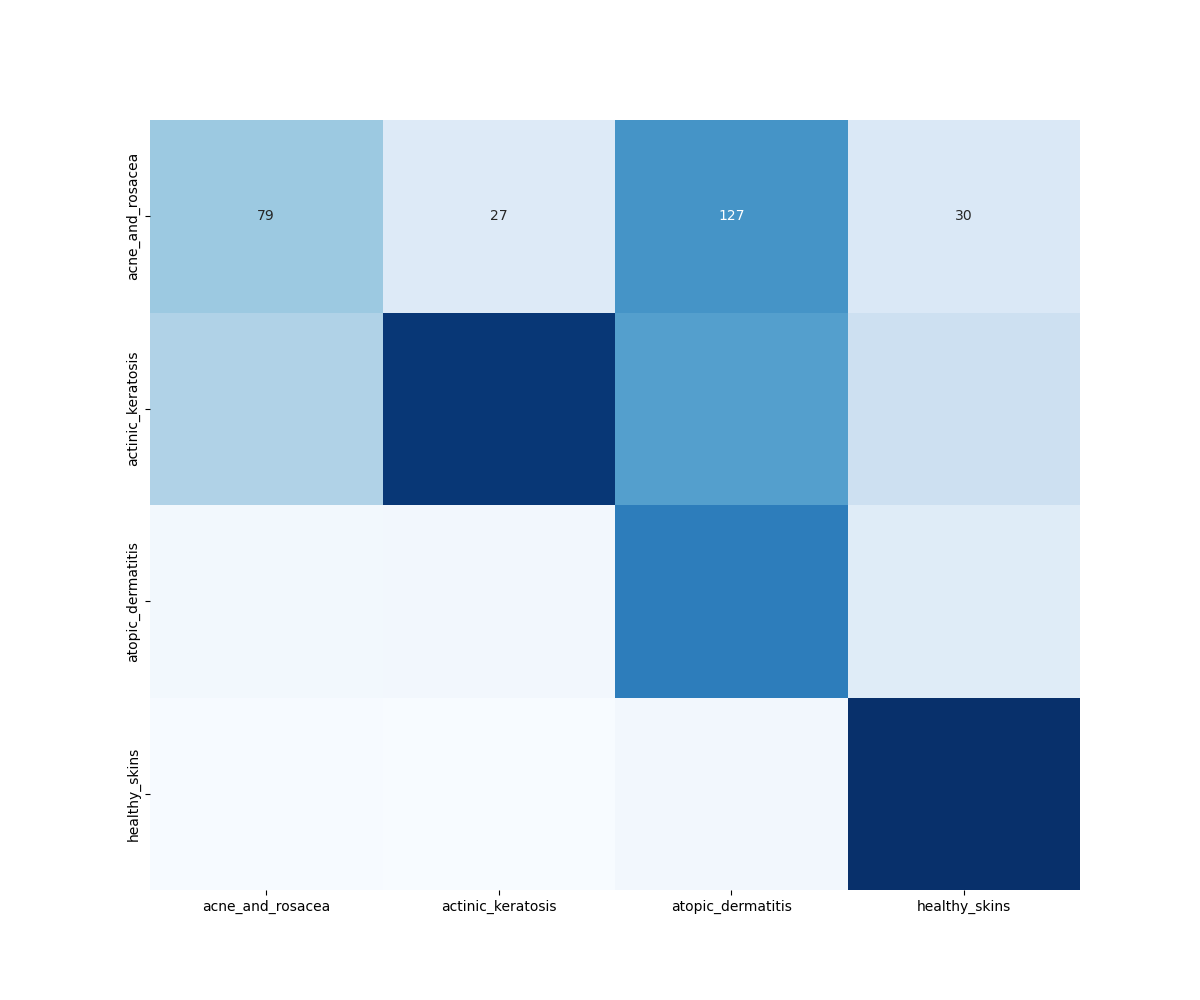 acne_and_rosacea
79 27 127 30
actinic_keratosis
atopic_dermatitis
healthy_skins
acne_and_rosacea actinic_keratosis atopic_dermatitis healthy_skins